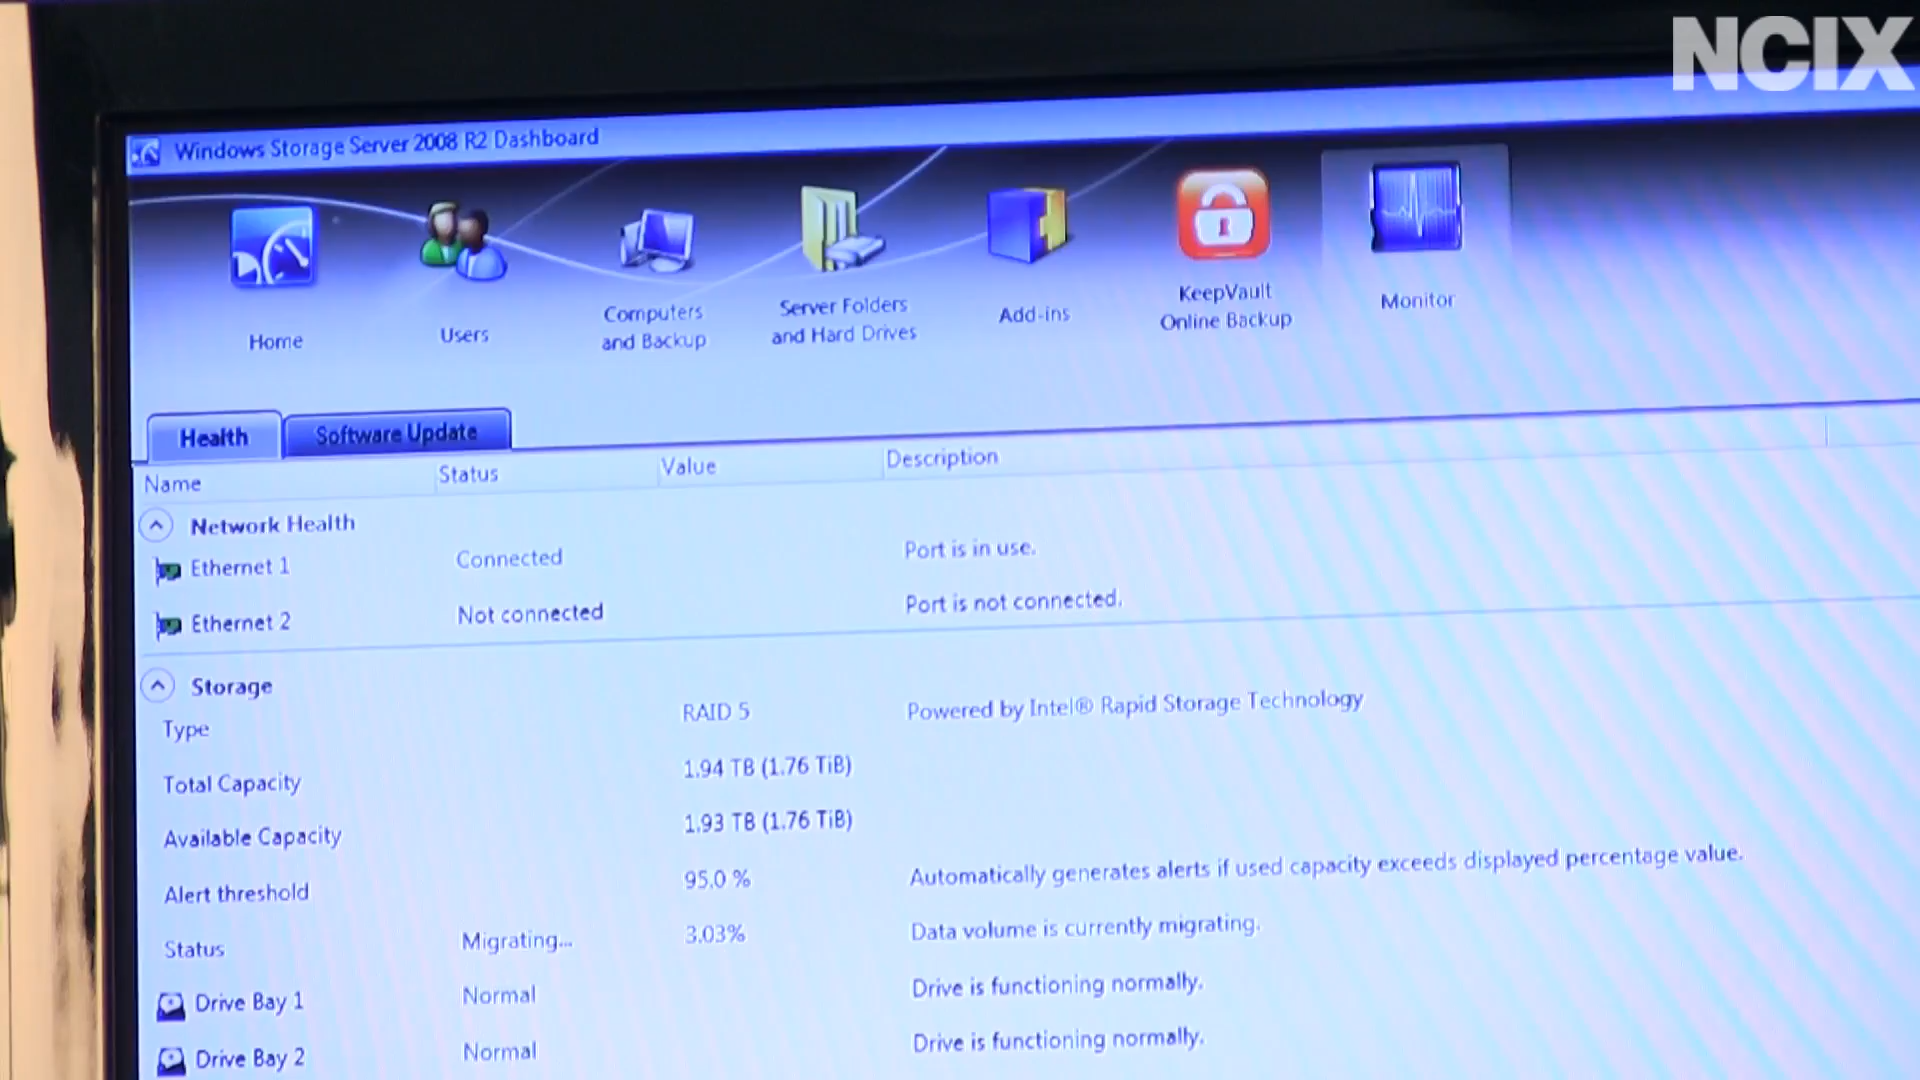 NCIX
Windows Storage Server 2008 R2 Dashboard
Home
Users
Computers
and Backup
Server Folders
and Hard Drives
Add-ins
KeepVault
Online Backup
Monitor
Health
Software Update
Name Status Value Description
Network Health
Ethernet 1 Connected Port is in use.
Ethernet 2 Not connected Port is not connected.
Storage
Type RAID 5 Powered by Intel® Rapid Storage Technology
Total Capacity 1.94 TB (1.76 TiB)
Available Capacity 1.93 TB (1.76 TiB)
Alert threshold 95.0 % Automatically generates alerts if used capacity exceeds displayed percentage value.
Status Migrating... 3.03% Data volume is currently migrating.
Drive Bay 1 Normal Drive is functioning normally.
Drive Bay 2 Normal Drive is functioning normally.